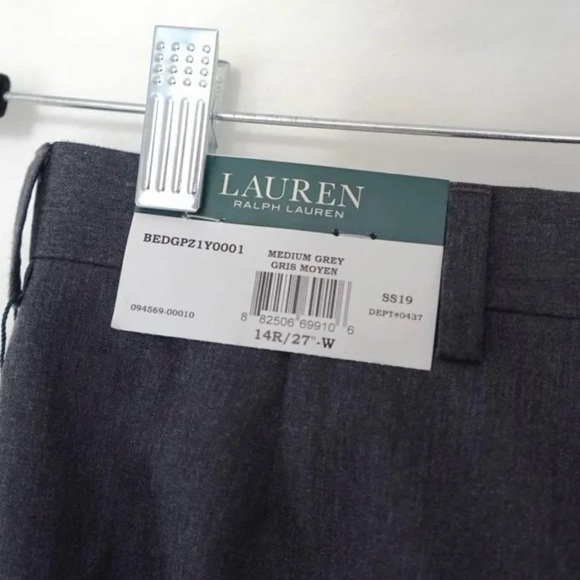 LAUREN
RALPH LAUREN
BEDGPZ1Y0001
MEDIUM GREY
GRIS MOYEN
SS19
DEPT#0437
094569-00010
8 82506 69910 6
14R/27"-W